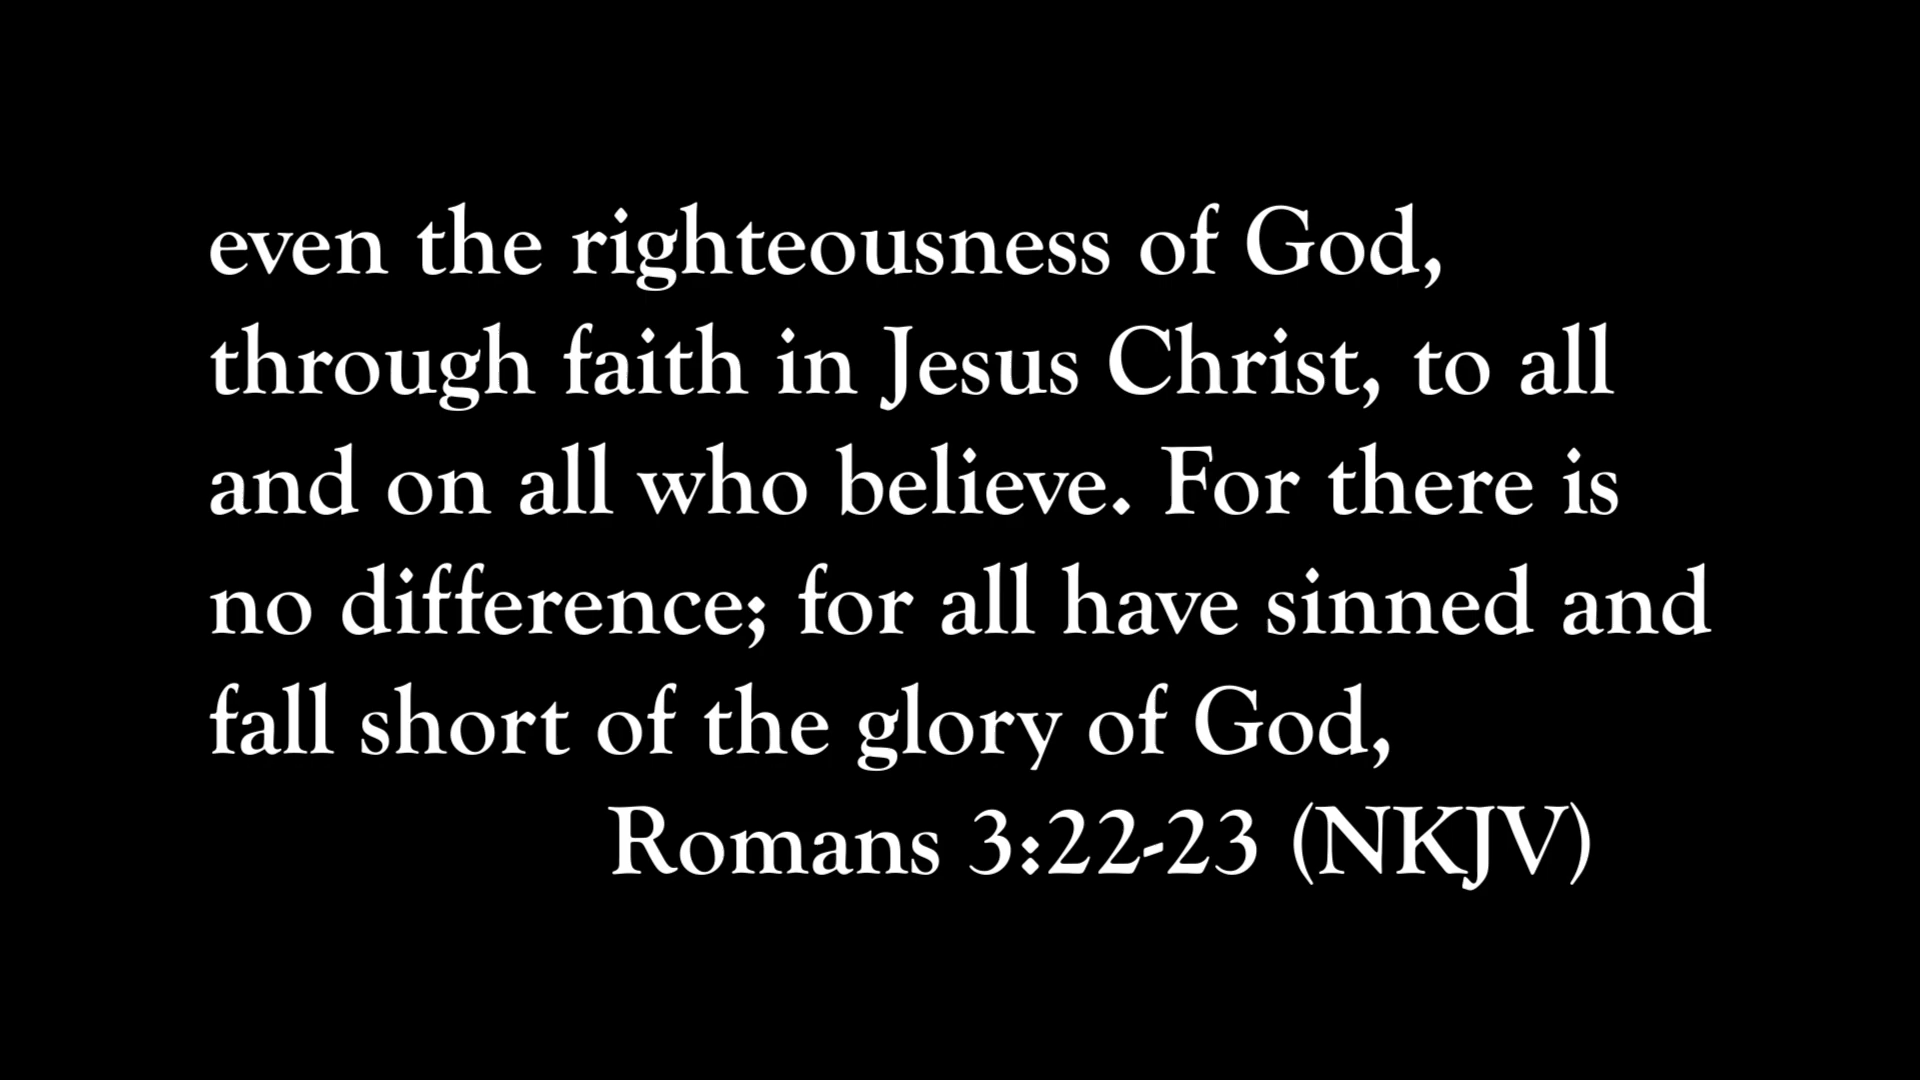 even the righteousness of God,
through faith in Jesus Christ, to all
and on all who believe. For there is
no difference; for all have sinned and
fall short of the glory of God,
Romans 3:22-23 (NKJV)